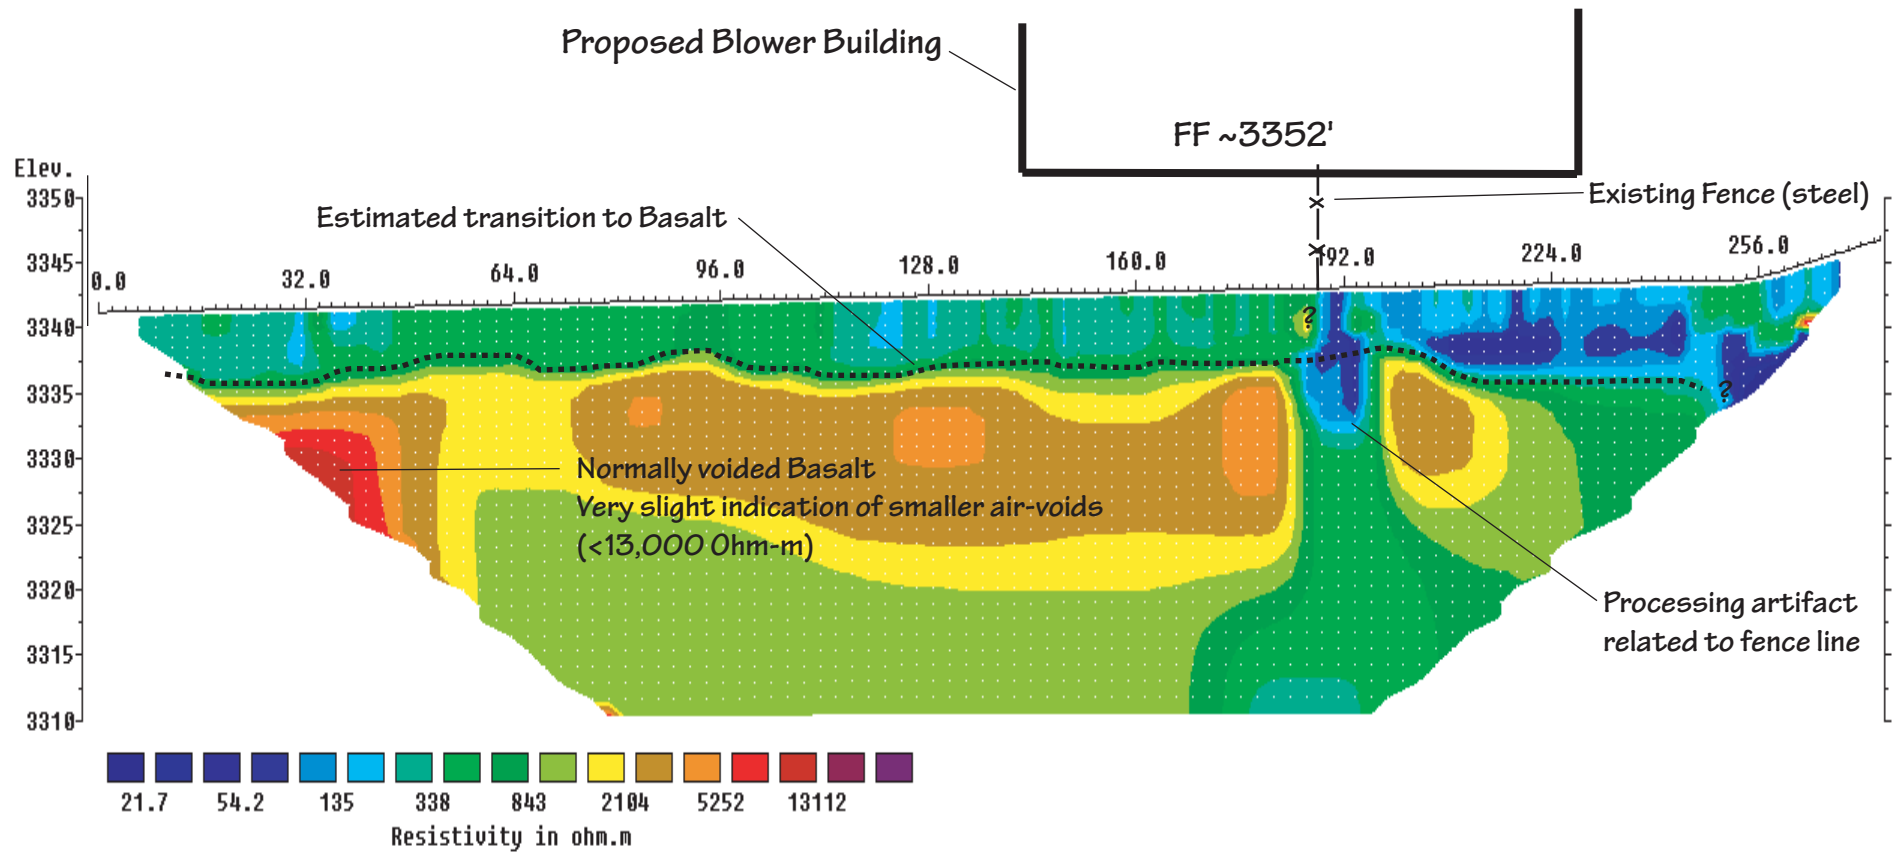 Proposed Blower Building
FF ~3352'
Elev.
3350
Existing Fence (steel)
Estimated transition to Basalt
3345
0.0 32.0 64.0 96.0 128.0 160.0 192.0 224.0 256.0
3340
?
3335
?
3330
Normally voided Basalt
Very slight indication of smaller air-voids
(<13,000 Ohm-m)
3325
3320
Processing artifact
related to fence line
3315
3310
21.7 54.2 135 338 843 2104 5252 13112
Resistivity in ohm.m